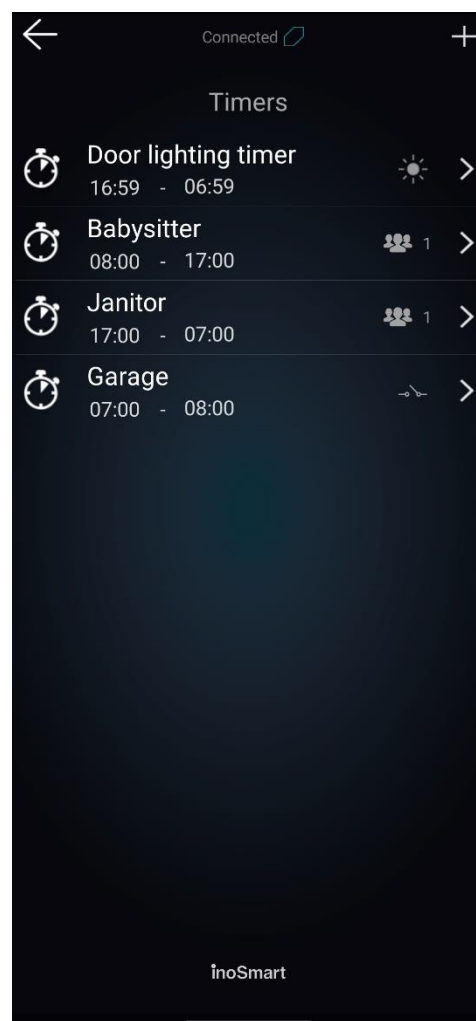 Connected
Timers
Door lighting timer
16:59 - 06:59
Babysitter
1
08:00 - 17:00
Janitor
1
17:00 - 07:00
Garage
07:00 - 08:00
inoSmart